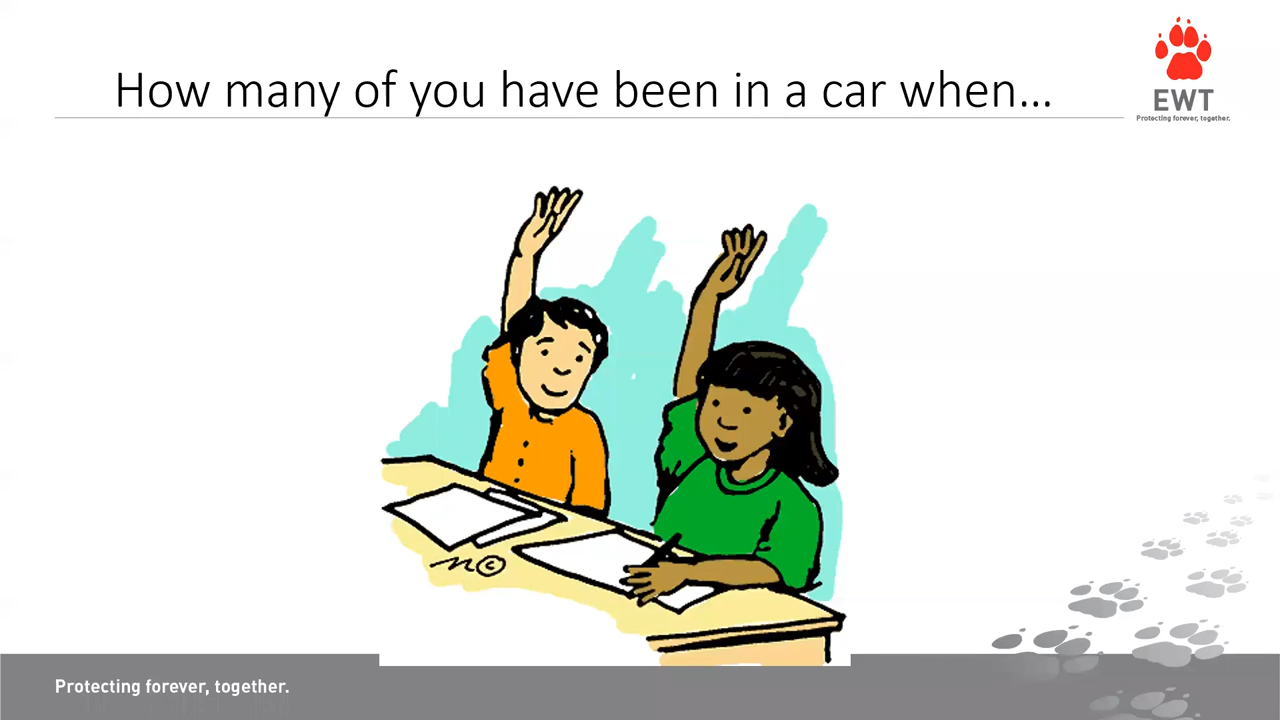 How many of you have been in a car when...
EWT
Protecting forever, together.
Protecting forever, together.